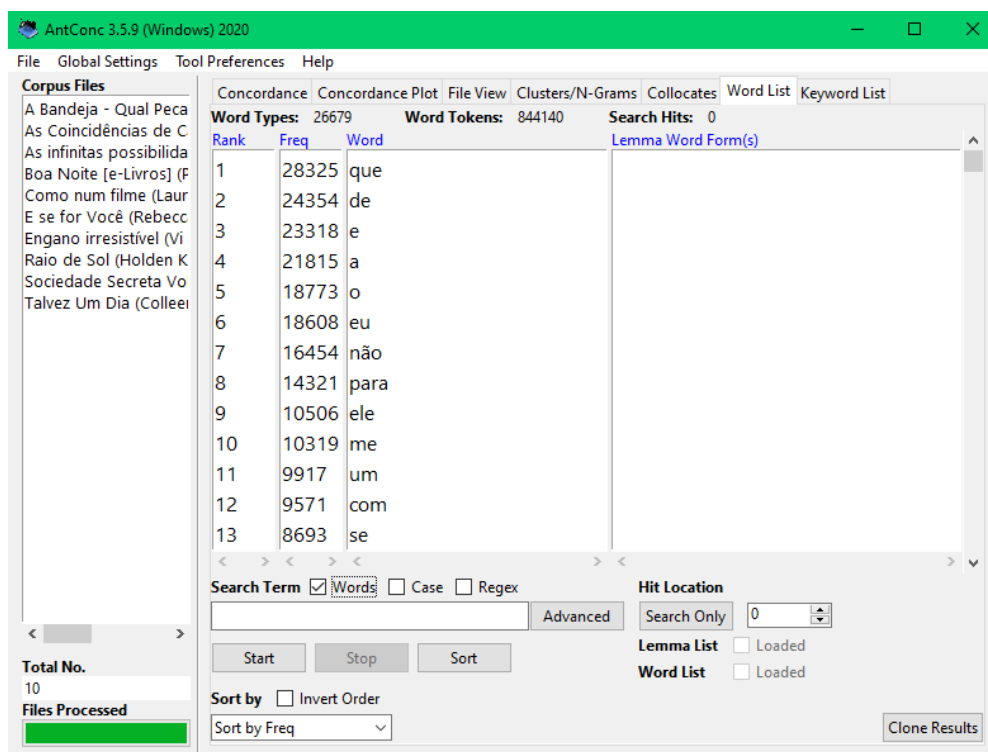 AntConc 3.5.9 (Windows) 2020
File Global Settings Tool Preferences Help
Corpus Files
A Bandeja - Qual Peca
As Coincidências de C
As infinitas possibilida
Boa Noite [e-Livros] (P
Como num filme (Laur
E se for Você (Rebecc
Engano irresistível (Vi
Raio de Sol (Holden K
Sociedade Secreta Vo
Talvez Um Dia (Colleen
Total No.
10
Files Processed
Concordance Concordance Plot File View Clusters/N-Grams Collocates Word List Keyword List
Word Types: 26679 Word Tokens: 844140 Search Hits: 0
Rank Freq Word Lemma Word Form(s)
1 28325 que
2 24354 de
3 23318 e
4 21815 a
5 18773 o
6 18608 eu
7 16454 não
8 14321 para
9 10506 ele
10 10319 me
11 9917 um
12 9571 com
13 8693 se
Search Term Words Case Regex Hit Location
Advanced Search Only 0
Start Stop Sort Lemma List Loaded
Word List Loaded
Sort by Invert Order
Sort by Freq Clone Results